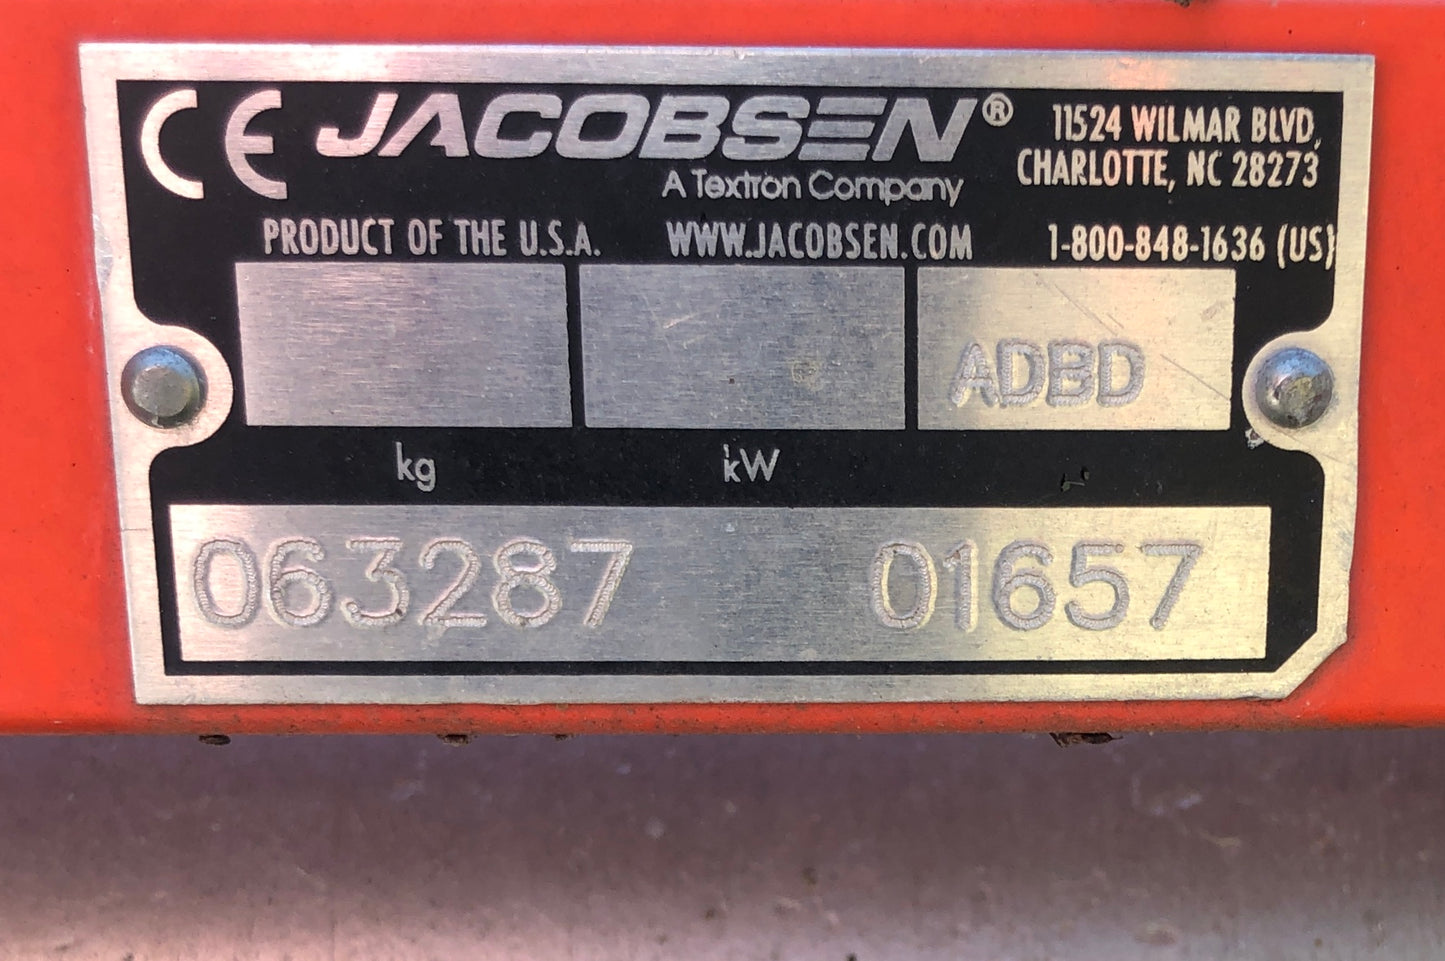 CE JACOBSEN® 11524 WILMAR BLVD,
A Textron Company CHARLOTTE, NC 28273
PRODUCT OF THE U.S.A. WWW.JACOBSEN.COM 1-800-848-1636 (US)
ADBD
kg kW
063287 01657